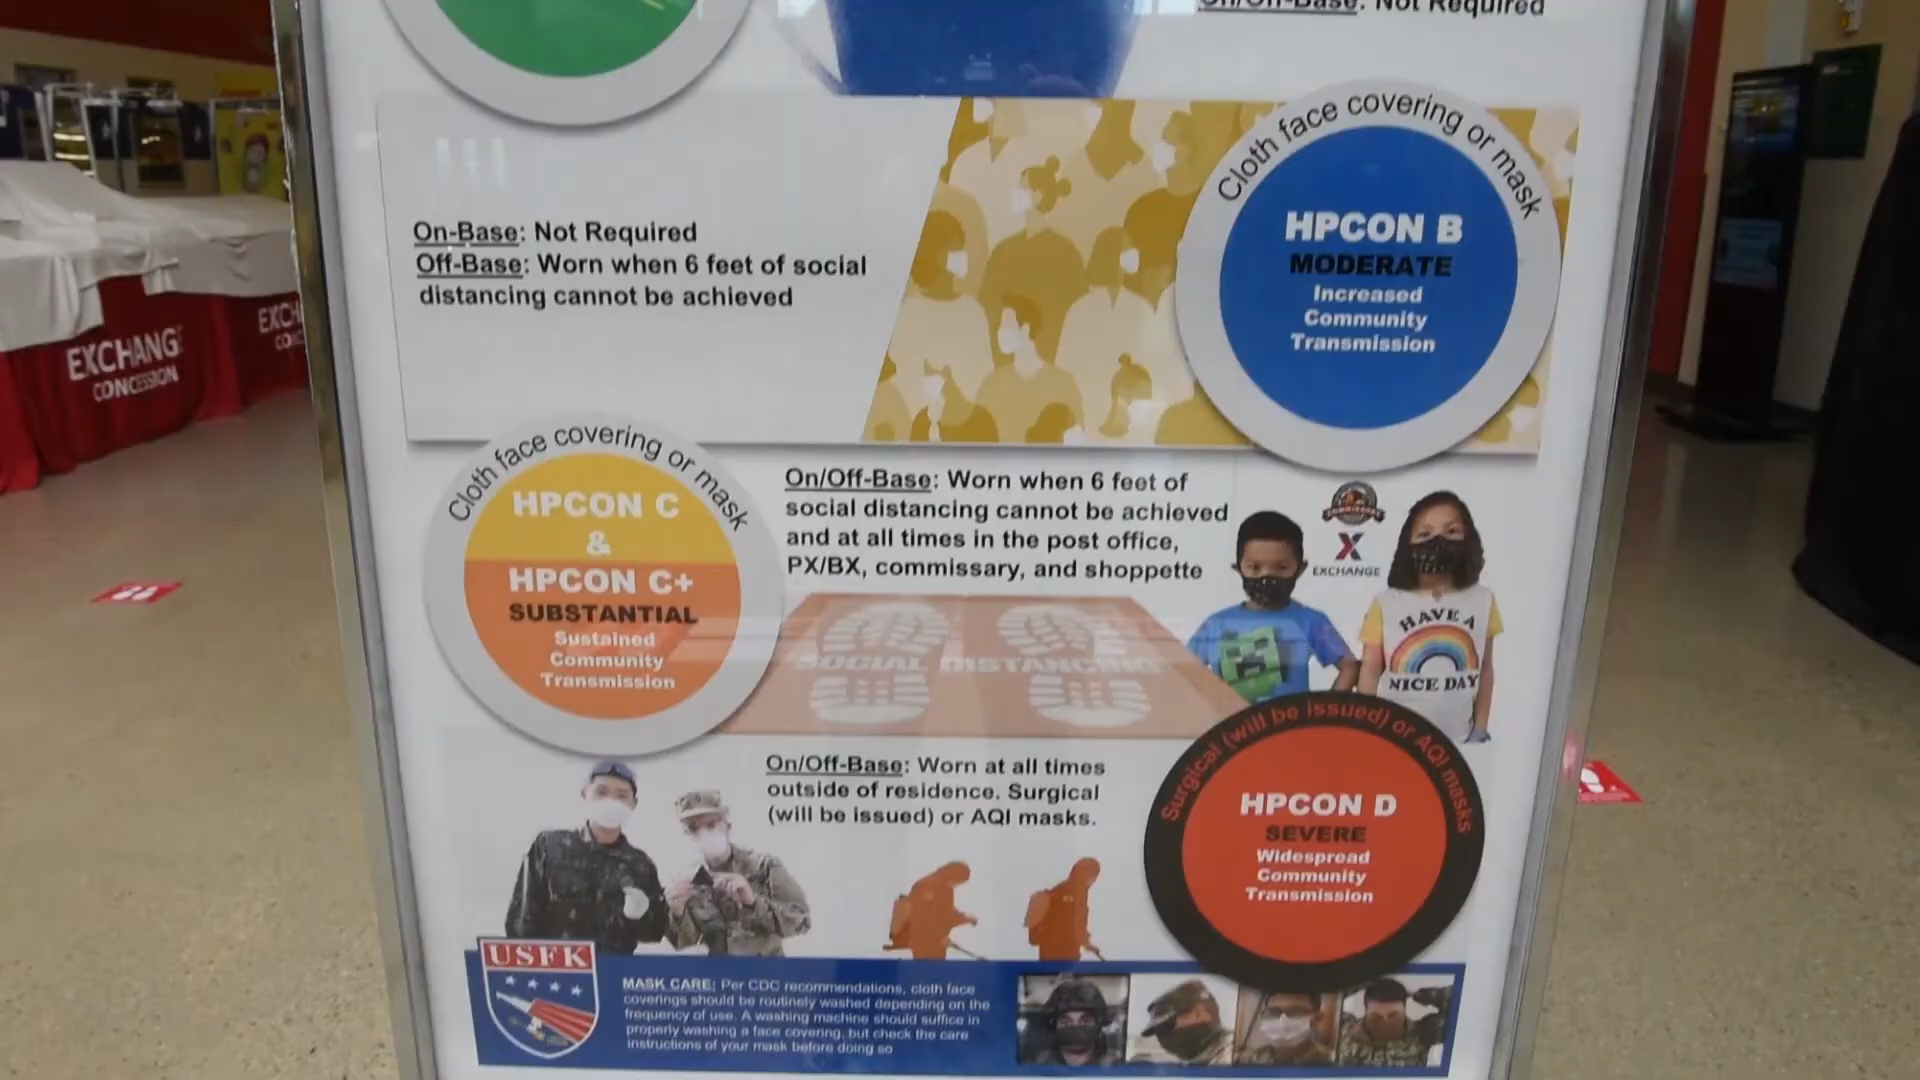 On/Off-Base: Not Required
Cloth face covering or mask
On-Base: Not Required
Off-Base: Worn when 6 feet of social
distancing cannot be achieved
HPCON B
MODERATE
Increased
Community
Transmission
EXCHANGE
CONCESSION
EXCH
Cloth face covering or mask
HPCON C
&
HPCON C+
SUBSTANTIAL
Sustained
Community
Transmission
On/Off-Base: Worn when 6 feet of
social distancing cannot be achieved
and at all times in the post office,
PX/BX, commissary, and shoppette
X
EXCHANGE
SOCIAL DISTANCING
HAVE A
NICE DAY
On/Off-Base: Worn at all times
outside of residence. Surgical
(will be issued) or AQI masks.
Surgical (will be issued) or AQI masks
HPCON D
SEVERE
Widespread
Community
Transmission
USFK
MASK CARE: Per CDC recommendations, cloth face
coverings should be routinely washed depending on the
frequency of use. A washing machine should suffice in
properly washing a face covering, but check the care
instructions of your mask before doing so